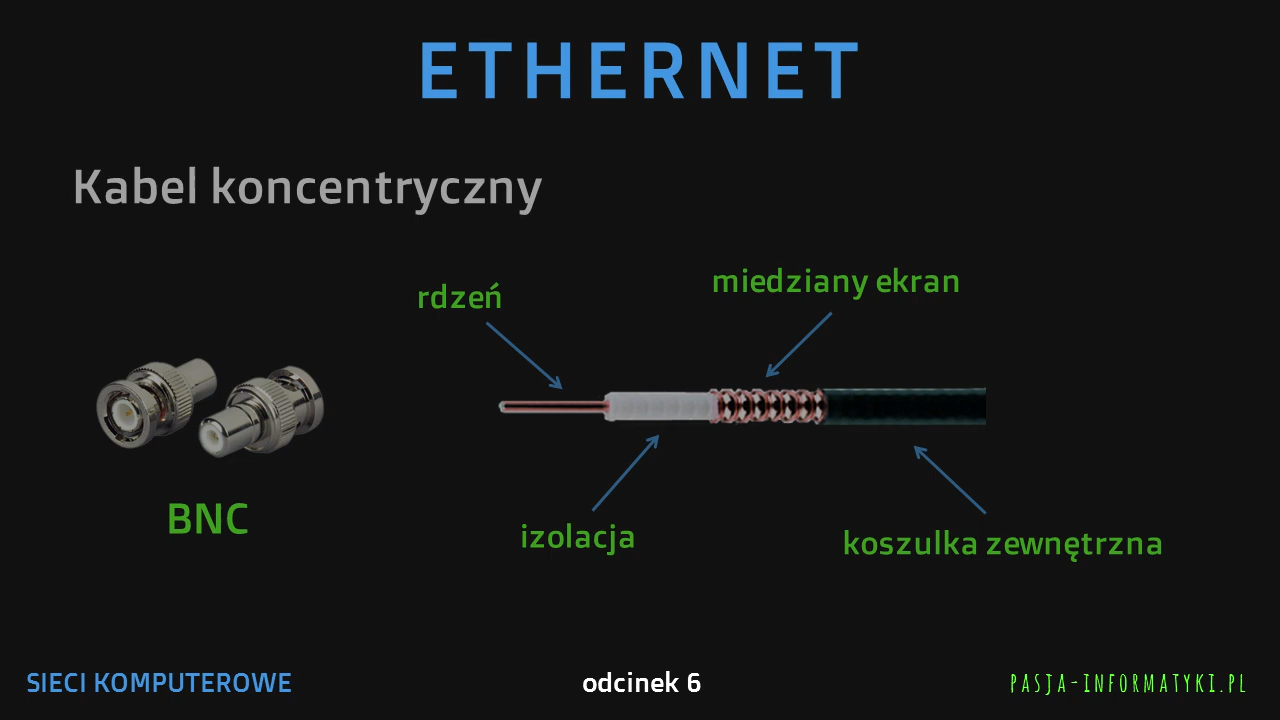 ETHERNET
Kabel koncentryczny
rdzeń
miedziany ekran
BNC
izolacja
koszulka zewnętrzna
SIECI KOMPUTEROWE
odcinek 6
PASJA-INFORMATYKI.PL